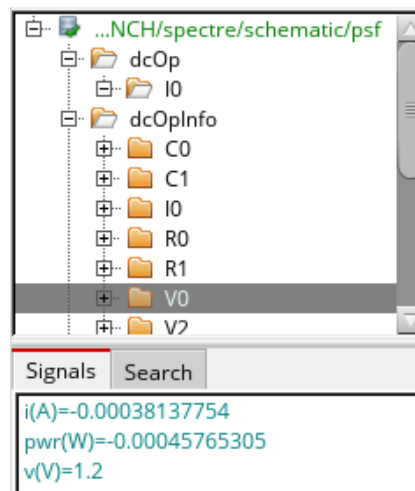 ...NCH/spectre/schematic/psf
dcOp
I0
dcOpInfo
C0
C1
I0
R0
R1
V0
V2
Signals Search
i(A)=-0.00038137754
pwr(W)=-0.00045765305
v(V)=1.2